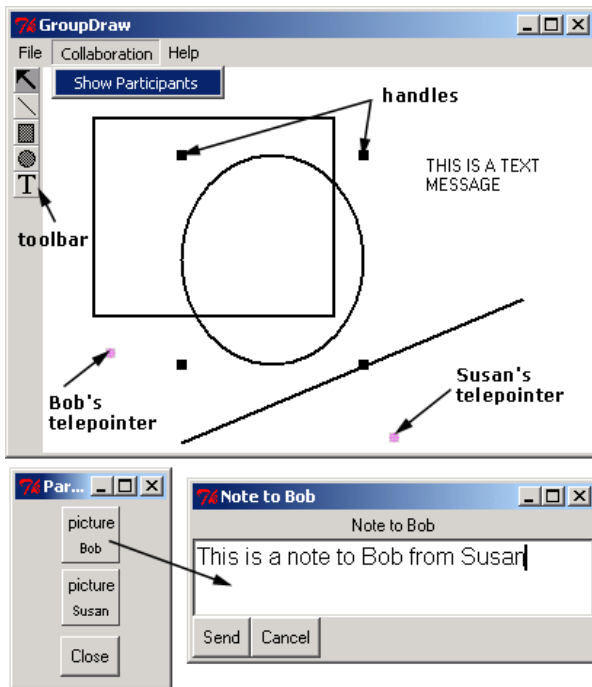 GroupDraw
File Collaboration Help
Show Participants
handles
THIS IS A TEXT
MESSAGE
T
toolbar
Bob's
telepointer
Susan's
telepointer
Par...
Note to Bob
picture
Bob
Note to Bob
This is a note to Bob from Susan
picture
Susan
Send Cancel
Close